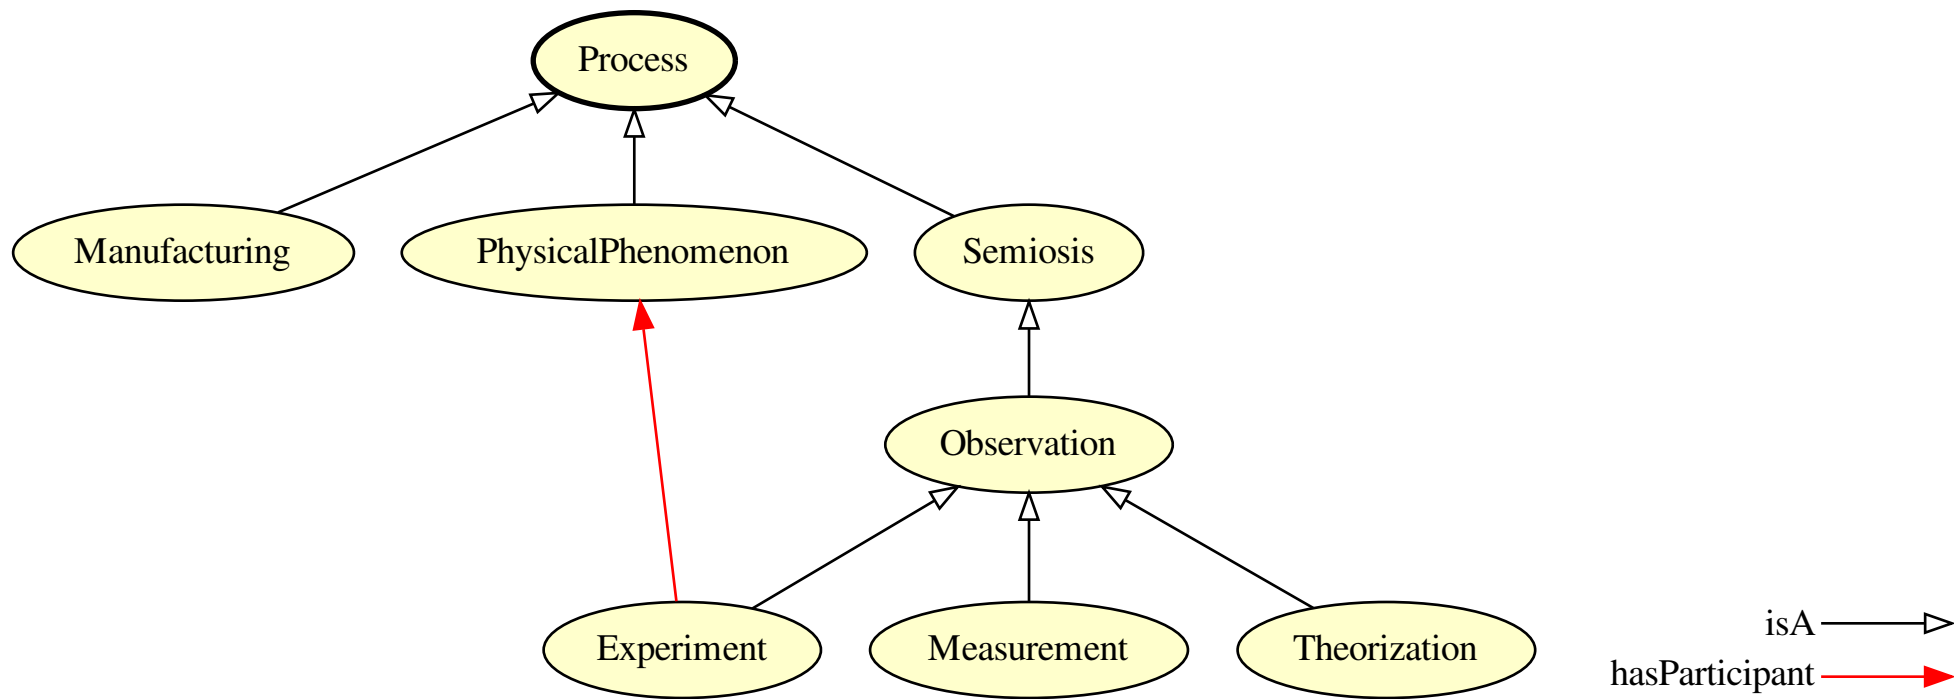 Process
Manufacturing
PhysicalPhenomenon
Semiosis
Observation
Experiment
Measurement
Theorization
isA
hasParticipant